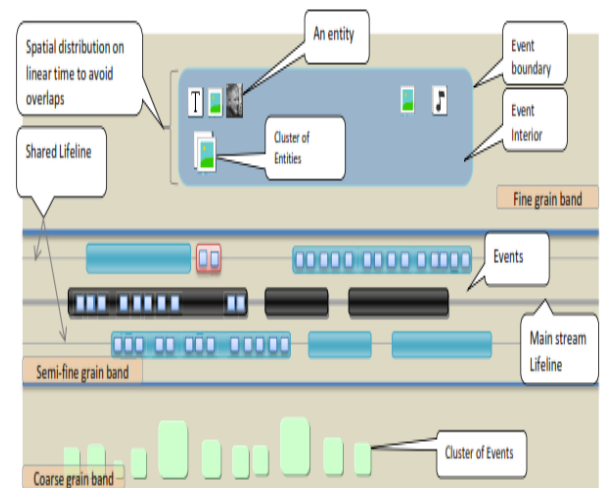 Spatial distribution on
linear time to avoid
overlaps
An entity
Event
boundary
T
Cluster of
Entities
Event
Interior
Shared Lifeline
Fine grain band
Events
Main stream
Lifeline
Semi-fine grain band
Cluster of Events
Coarse grain band